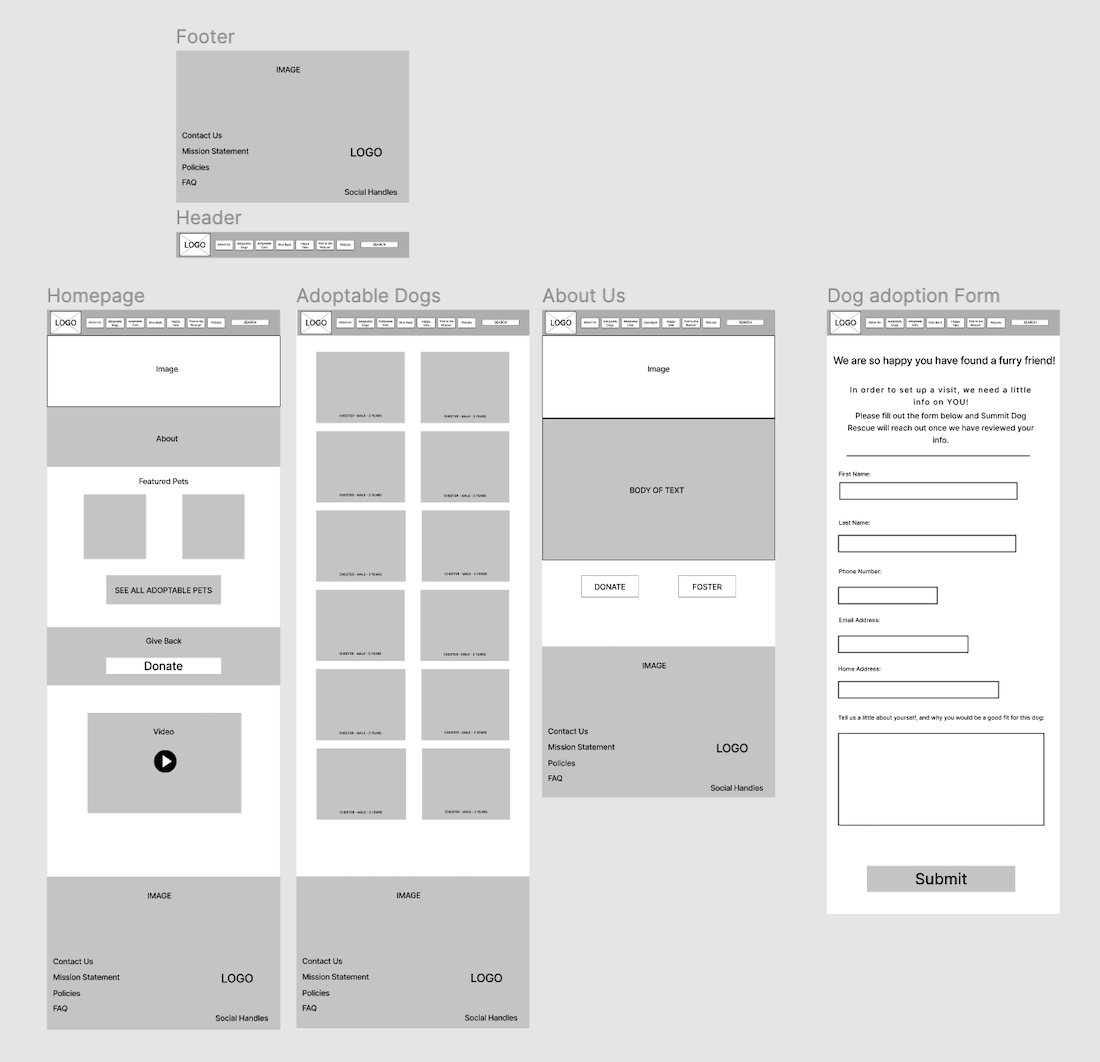 Footer
IMAGE
Contact Us
Mission Statement
Policies
FAQ
LOGO
Social Handles
Header
LOGO
About Us
Adoptable
Dogs
Adoptable
Cats
Give Back
Happy
Tails
Podcast
SEARCH
Homepage
LOGO
About Us
Adoptable
Dogs
Adoptable
Cats
Give Back
Happy
Tails
Podcast
SEARCH
Image
About
Featured Pets
SEE ALL ADOPTABLE PETS
Give Back
Donate
Video
IMAGE
Contact Us
Mission Statement
Policies
FAQ
LOGO
Social Handles
Adoptable Dogs
LOGO
About Us
Adoptable
Dogs
Adoptable
Cats
Give Back
Happy
Tails
Podcast
SEARCH
CHESTER - MALE - 2 YEARS
CHESTER - MALE - 2 YEARS
CHESTER - MALE - 2 YEARS
CHESTER - MALE - 2 YEARS
CHESTER - MALE - 2 YEARS
CHESTER - MALE - 2 YEARS
CHESTER - MALE - 2 YEARS
CHESTER - MALE - 2 YEARS
CHESTER - MALE - 2 YEARS
CHESTER - MALE - 2 YEARS
CHESTER - MALE - 2 YEARS
CHESTER - MALE - 2 YEARS
IMAGE
Contact Us
Mission Statement
Policies
FAQ
LOGO
Social Handles
About Us
LOGO
About Us
Adoptable
Dogs
Adoptable
Cats
Give Back
Happy
Tails
Podcast
SEARCH
Image
BODY OF TEXT
DONATE
FOSTER
IMAGE
Contact Us
Mission Statement
Policies
FAQ
LOGO
Social Handles
Dog adoption Form
LOGO
About Us
Adoptable
Dogs
Adoptable
Cats
Give Back
Happy
Tails
Podcast
SEARCH
We are so happy you have found a furry friend!
In order to set up a visit, we need a little
info on YOU!
Please fill out the form below and Summit Dog
Rescue will reach out once we have reviewed your
info.
First Name:
Last Name:
Phone Number:
Email Address:
Home Address:
Tell us a little about yourself, and why you would be a good fit for this dog:
Submit